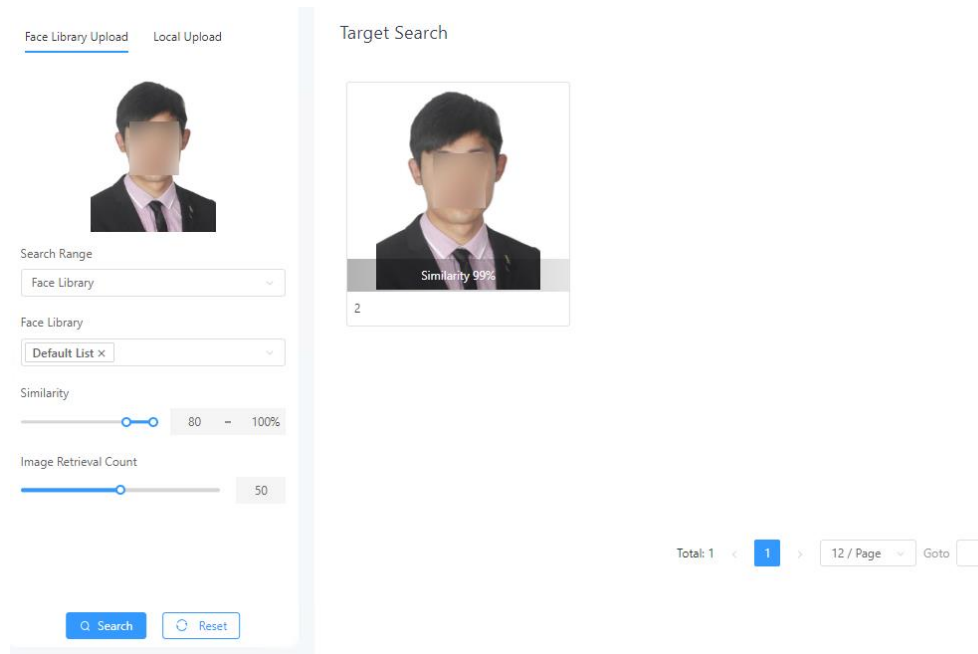 Face Library Upload
Local Upload
Search Range
Face Library
Face Library
Default List ×
Similarity
80 – 100%
Image Retrieval Count
50
Search
Reset
Target Search
Similarity 99%
2
Total: 1 < 1 > 12 / Page Goto